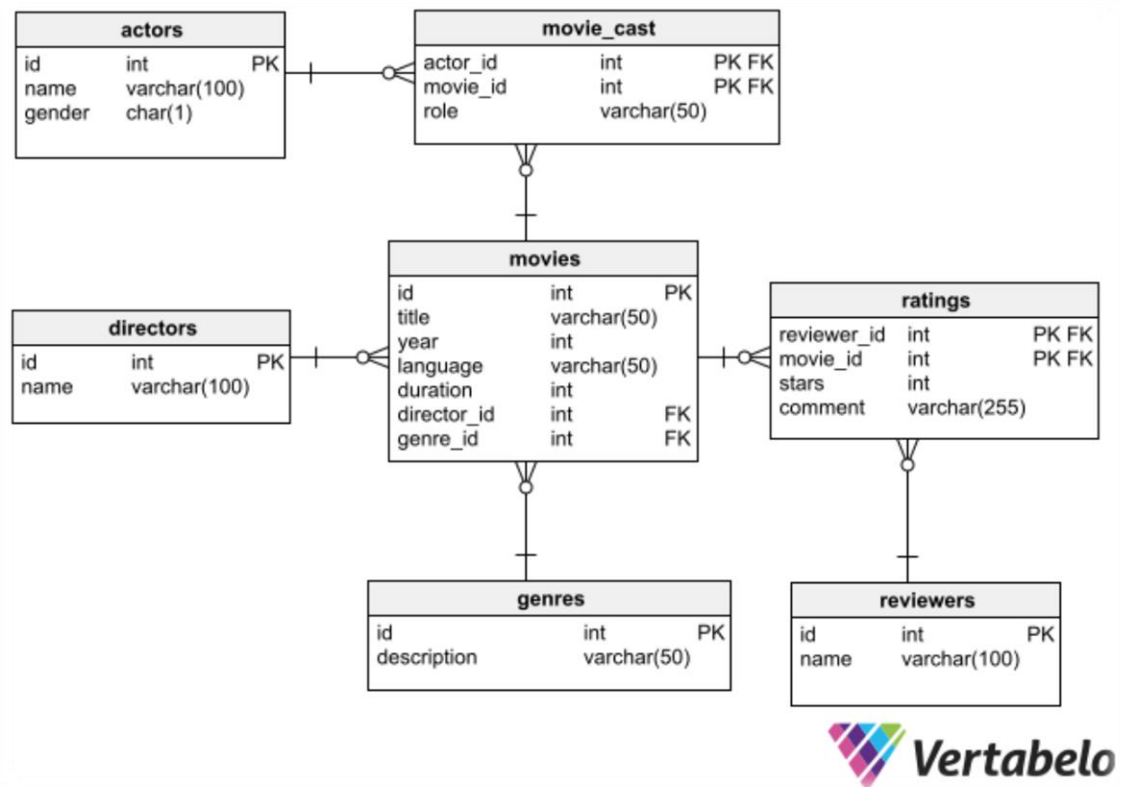 actors
id int PK
name varchar(100)
gender char(1)
movie_cast
actor_id int PK FK
movie_id int PK FK
role varchar(50)
directors
id int PK
name varchar(100)
movies
id int PK
title varchar(50)
year int
language varchar(50)
duration int
director_id int FK
genre_id int FK
ratings
reviewer_id int PK FK
movie_id int PK FK
stars int
comment varchar(255)
genres
id int PK
description varchar(50)
reviewers
id int PK
name varchar(100)
Vertabelo